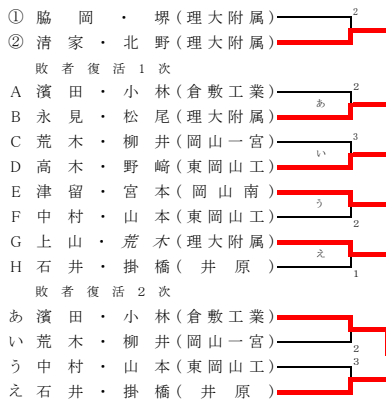 ① 脇岡・堺(理大附属) 2
② 清家・北野(理大附属)
敗者復活1次
A 濱田・小林(倉敷工業) 2
あ
B 永見・松尾(理大附属)
C 荒木・柳井(岡山一宮) 3
い
D 高木・野﨑(東岡山工)
E 津留・宮本(岡山南)
う
F 中村・山本(東岡山工) 2
G 上山・荒木(理大附属)
え
H 石井・掛橋(井原) 1
敗者復活2次
あ 濱田・小林(倉敷工業)
い 荒木・柳井(岡山一宮) 2
う 中村・山本(東岡山工) 3
え 石井・掛橋(井原)